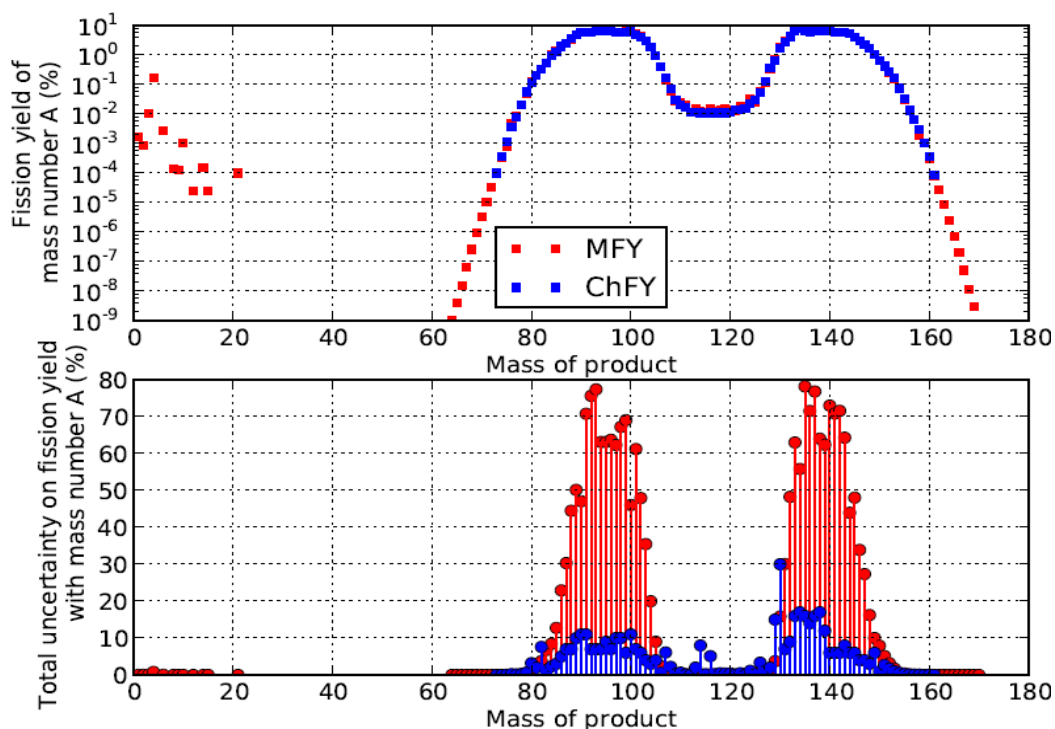 Fission yield of
mass number A (%)
10^1
10^0
10^-1
10^-2
10^-3
10^-4
10^-5
10^-6
10^-7
10^-8
10^-9
MFY
ChFY
0 20 40 60 80 100 120 140 160 180
Mass of product
Total uncertainty on fission yield
with mass number A (%)
80
70
60
50
40
30
20
10
0
0 20 40 60 80 100 120 140 160 180
Mass of product